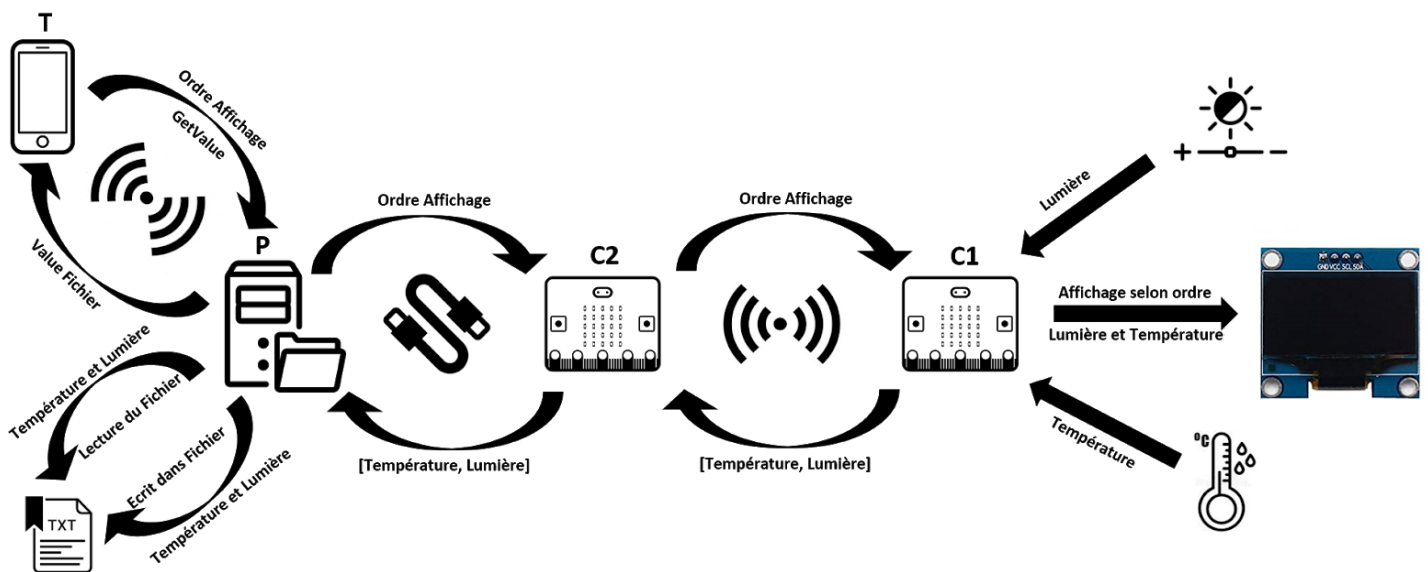 T
Ordre Affichage
GetValue
Value Fichier
P
Température et Lumière
Lecture du Fichier
Ecrit dans Fichier
Température et Lumière
TXT
Ordre Affichage
[Température, Lumière]
C2
Ordre Affichage
[Température, Lumière]
C1
+ –
Lumière
Affichage selon ordre
Lumière et Température
GND VCC SCL SDA
Température
°C